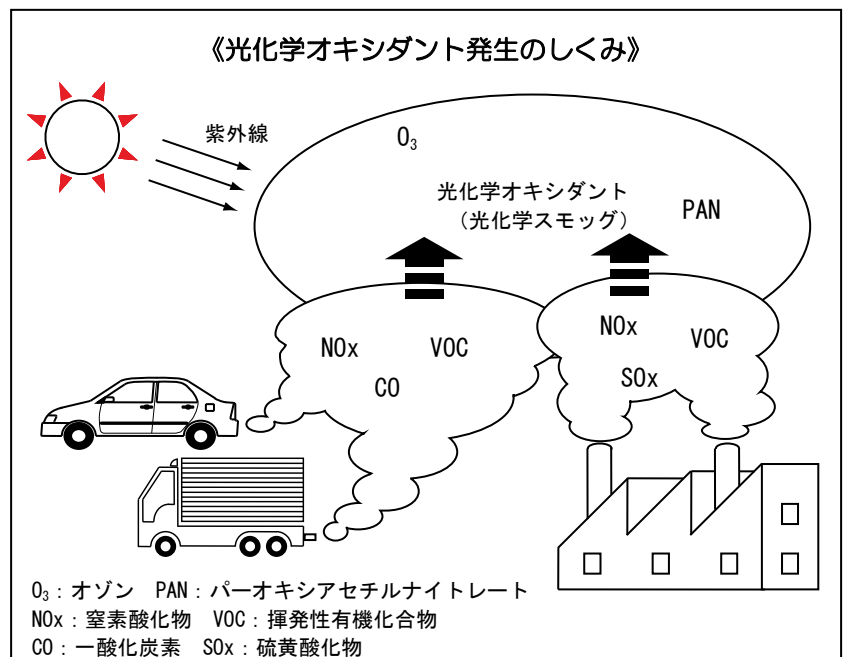 《光化学オキシダント発生のしくみ》
紫外線
O₃
光化学オキシダント
(光化学スモッグ)
PAN
NOx
VOC
CO
NOx
VOC
SOx
O₃：オゾン　PAN：パーオキシアセチルナイトレート
NOx：窒素酸化物　VOC：揮発性有機化合物
CO：一酸化炭素　SOx：硫黄酸化物